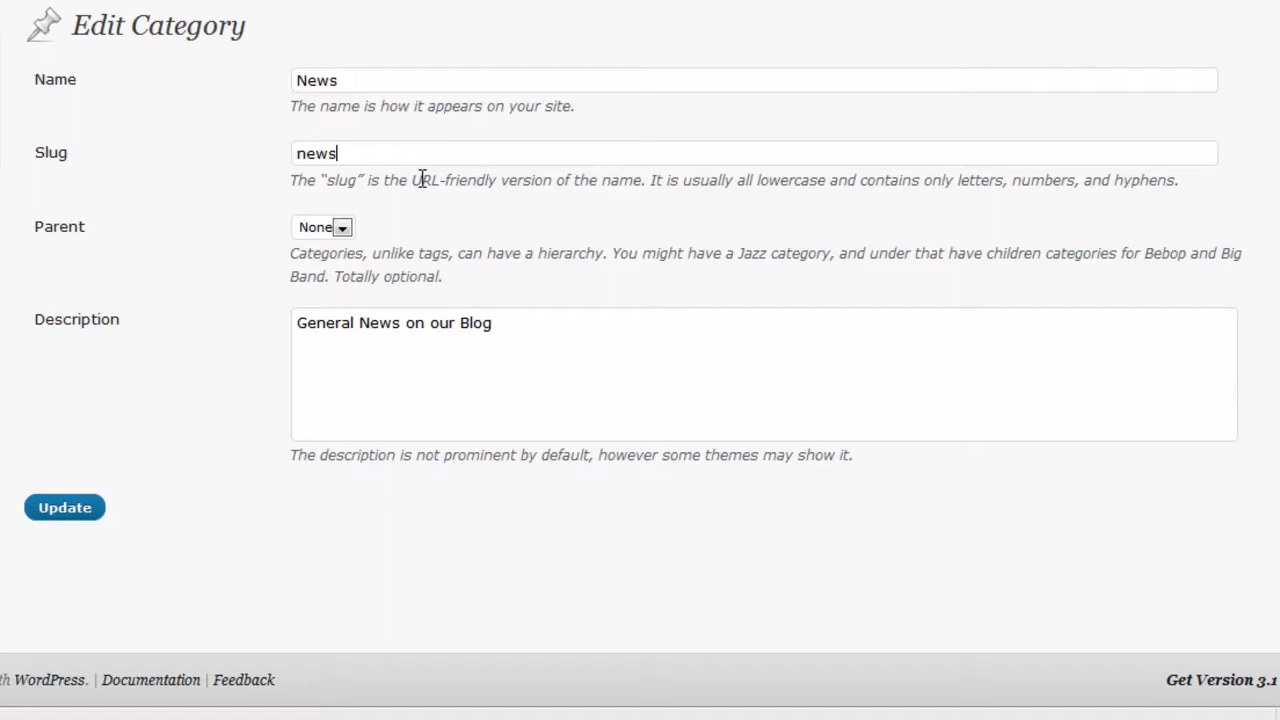 Edit Category
Name
News
The name is how it appears on your site.
Slug
news
The “slug” is the URL-friendly version of the name. It is usually all lowercase and contains only letters, numbers, and hyphens.
Parent
None
Categories, unlike tags, can have a hierarchy. You might have a Jazz category, and under that have children categories for Bebop and Big
Band. Totally optional.
Description
General News on our Blog
The description is not prominent by default, however some themes may show it.
Update
th WordPress. | Documentation | Feedback
Get Version 3.1